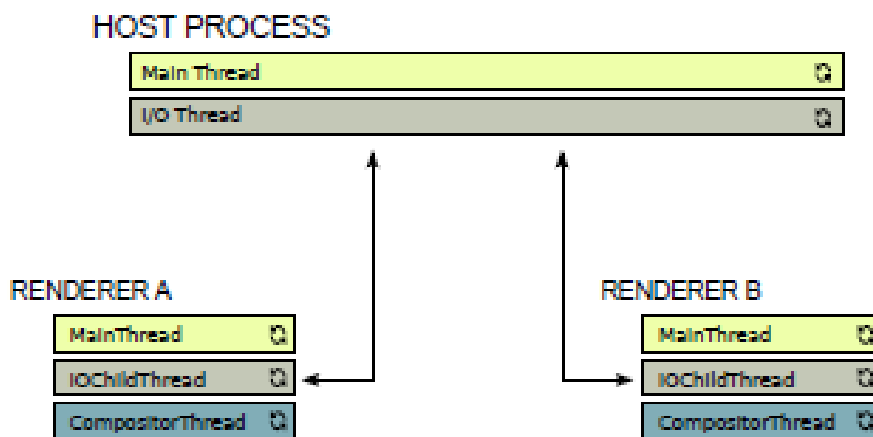 HOST PROCESS
Main Thread
I/O Thread
RENDERER A
MainThread
IOChildThread
CompositorThread
RENDERER B
MainThread
IOChildThread
CompositorThread